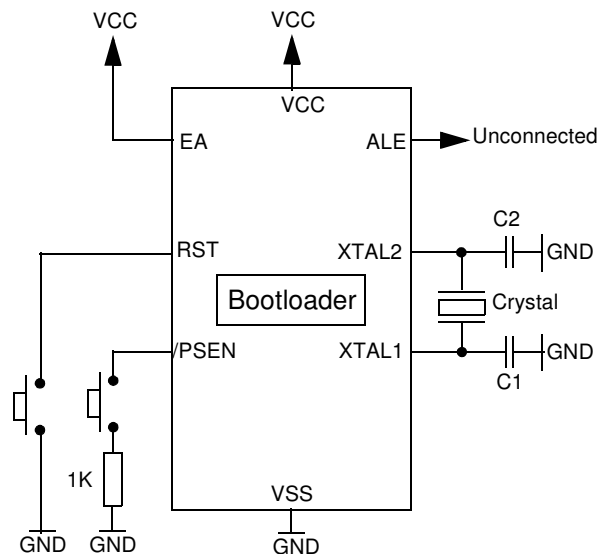 VCC
VCC
VCC
EA
ALE
Unconnected
C2
RST
XTAL2
GND
Bootloader
Crystal
/PSEN
XTAL1
GND
C1
1K
VSS
GND
GND
GND